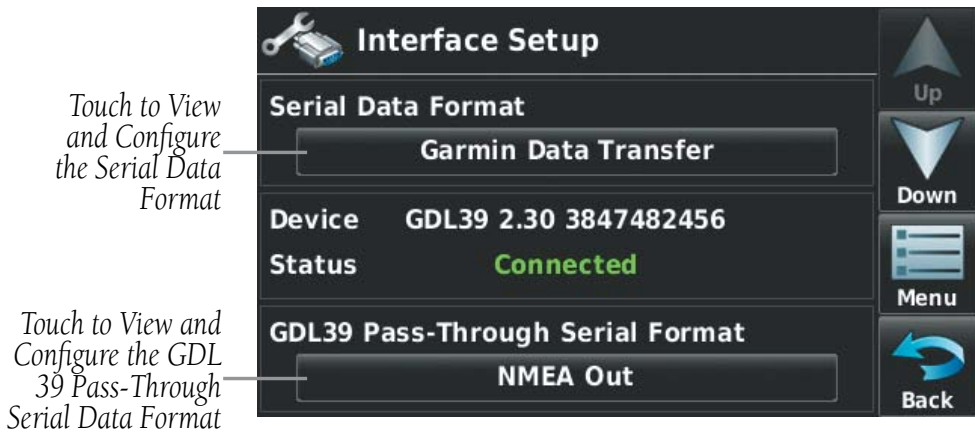 Interface Setup
Touch to View
and Configure
the Serial Data
Format
Serial Data Format
Garmin Data Transfer
Device GDL39 2.30 3847482456
Status Connected
Touch to View and
Configure the GDL
39 Pass-Through
Serial Data Format
GDL39 Pass-Through Serial Format
NMEA Out
Up
Down
Menu
Back